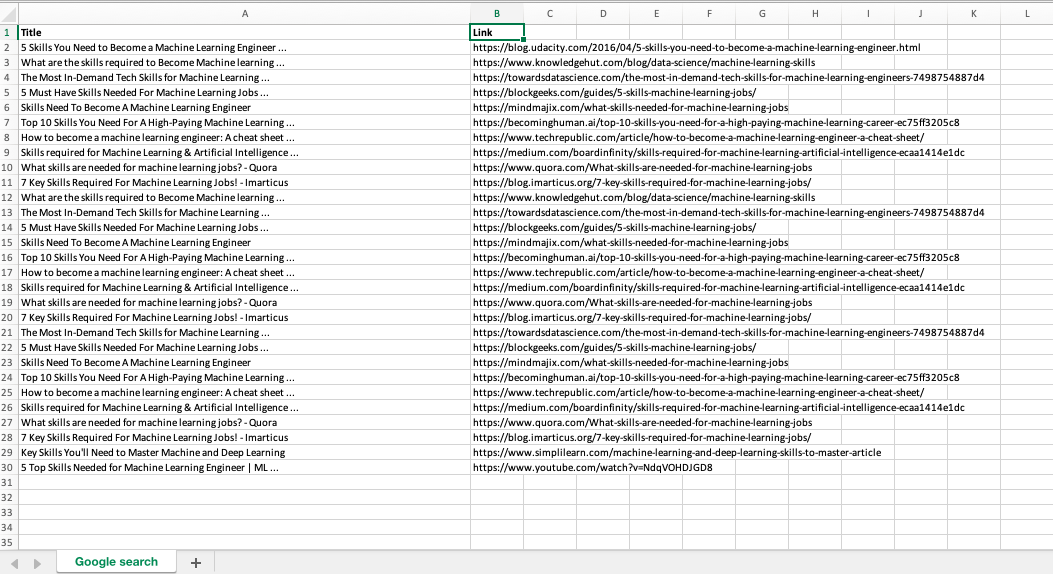 A B C D E F G H I J K L
1 Title Link
2 5 Skills You Need to Become a Machine Learning Engineer ... https://blog.udacity.com/2016/04/5-skills-you-need-to-become-a-machine-learning-engineer.html
3 What are the skills required to Become Machine learning ... https://www.knowledgehut.com/blog/data-science/machine-learning-skills
4 The Most In-Demand Tech Skills for Machine Learning ... https://towardsdatascience.com/the-most-in-demand-tech-skills-for-machine-learning-engineers-7498754887d4
5 5 Must Have Skills Needed For Machine Learning Jobs ... https://blockgeeks.com/guides/5-skills-machine-learning-jobs/
6 Skills Need To Become A Machine Learning Engineer https://mindmajix.com/what-skills-needed-for-machine-learning-jobs
7 Top 10 Skills You Need For A High-Paying Machine Learning ... https://becominghuman.ai/top-10-skills-you-need-for-a-high-paying-machine-learning-career-ec75ff3205c8
8 How to become a machine learning engineer: A cheat sheet ... https://www.techrepublic.com/article/how-to-become-a-machine-learning-engineer-a-cheat-sheet/
9 Skills required for Machine Learning & Artificial Intelligence ... https://medium.com/boardinfinity/skills-required-for-machine-learning-artificial-intelligence-ecaa1414e1dc
10 What skills are needed for machine learning jobs? - Quora https://www.quora.com/What-skills-are-needed-for-machine-learning-jobs
11 7 Key Skills Required For Machine Learning Jobs! - Imarticus https://blog.imarticus.org/7-key-skills-required-for-machine-learning-jobs/
12 What are the skills required to Become Machine learning ... https://www.knowledgehut.com/blog/data-science/machine-learning-skills
13 The Most In-Demand Tech Skills for Machine Learning ... https://towardsdatascience.com/the-most-in-demand-tech-skills-for-machine-learning-engineers-7498754887d4
14 5 Must Have Skills Needed For Machine Learning Jobs ... https://blockgeeks.com/guides/5-skills-machine-learning-jobs/
15 Skills Need To Become A Machine Learning Engineer https://mindmajix.com/what-skills-needed-for-machine-learning-jobs
16 Top 10 Skills You Need For A High-Paying Machine Learning ... https://becominghuman.ai/top-10-skills-you-need-for-a-high-paying-machine-learning-career-ec75ff3205c8
17 How to become a machine learning engineer: A cheat sheet ... https://www.techrepublic.com/article/how-to-become-a-machine-learning-engineer-a-cheat-sheet/
18 Skills required for Machine Learning & Artificial Intelligence ... https://medium.com/boardinfinity/skills-required-for-machine-learning-artificial-intelligence-ecaa1414e1dc
19 What skills are needed for machine learning jobs? - Quora https://www.quora.com/What-skills-are-needed-for-machine-learning-jobs
20 7 Key Skills Required For Machine Learning Jobs! - Imarticus https://blog.imarticus.org/7-key-skills-required-for-machine-learning-jobs/
21 The Most In-Demand Tech Skills for Machine Learning ... https://towardsdatascience.com/the-most-in-demand-tech-skills-for-machine-learning-engineers-7498754887d4
22 5 Must Have Skills Needed For Machine Learning Jobs ... https://blockgeeks.com/guides/5-skills-machine-learning-jobs/
23 Skills Need To Become A Machine Learning Engineer https://mindmajix.com/what-skills-needed-for-machine-learning-jobs
24 Top 10 Skills You Need For A High-Paying Machine Learning ... https://becominghuman.ai/top-10-skills-you-need-for-a-high-paying-machine-learning-career-ec75ff3205c8
25 How to become a machine learning engineer: A cheat sheet ... https://www.techrepublic.com/article/how-to-become-a-machine-learning-engineer-a-cheat-sheet/
26 Skills required for Machine Learning & Artificial Intelligence ... https://medium.com/boardinfinity/skills-required-for-machine-learning-artificial-intelligence-ecaa1414e1dc
27 What skills are needed for machine learning jobs? - Quora https://www.quora.com/What-skills-are-needed-for-machine-learning-jobs
28 7 Key Skills Required For Machine Learning Jobs! - Imarticus https://blog.imarticus.org/7-key-skills-required-for-machine-learning-jobs/
29 Key Skills You'll Need to Master Machine and Deep Learning https://www.simplilearn.com/machine-learning-and-deep-learning-skills-to-master-article
30 5 Top Skills Needed for Machine Learning Engineer | ML ... https://www.youtube.com/watch?v=NdqVOHDJGD8
31
32
33
34
35
Google search +